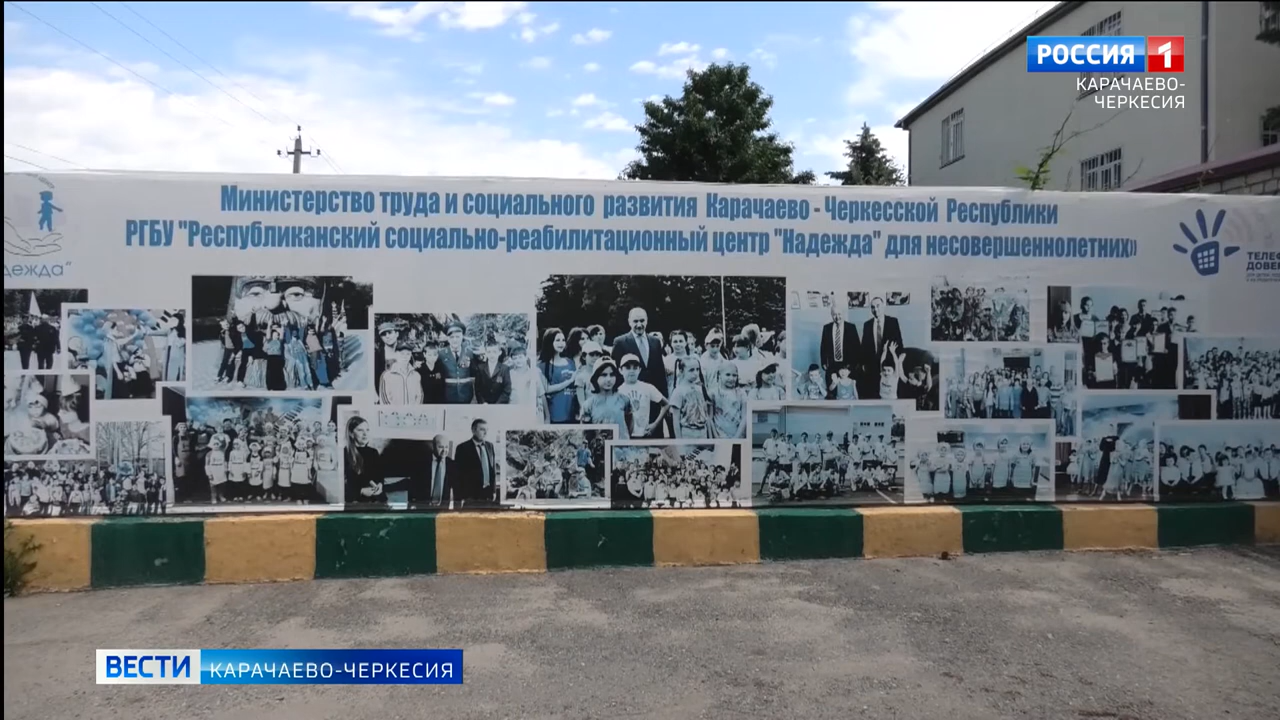 РОССИЯ 1
КАРАЧАЕВО-
ЧЕРКЕСИЯ
Министерство труда и социального развития Карачаево - Черкесской Республики
РГБУ "Республиканский социально-реабилитационный центр "Надежда" для несовершеннолетних»
ВЕСТИ КАРАЧАЕВО-ЧЕРКЕСИЯ